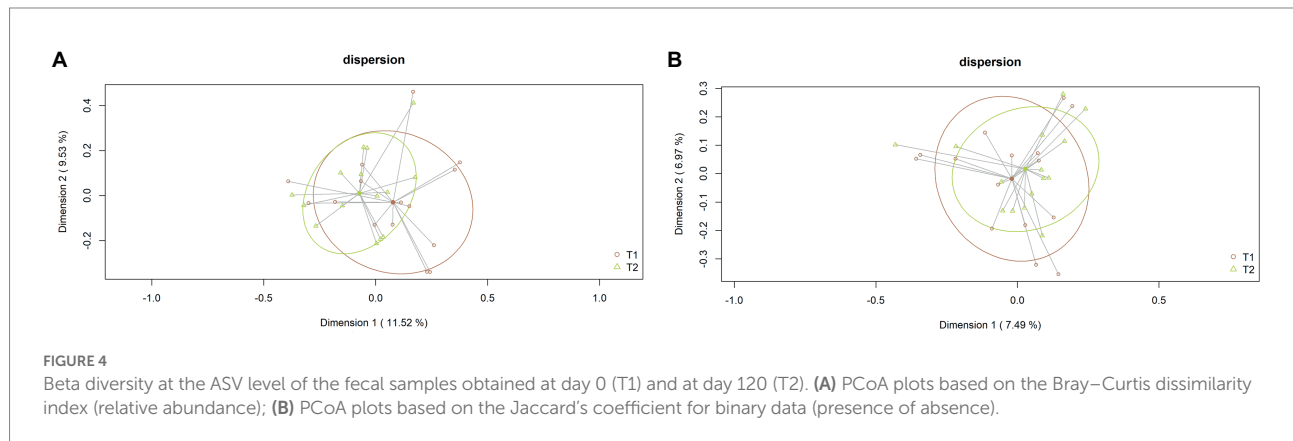 A
dispersion
0.4
0.2
0.0
-0.2
Dimension 2 ( 9.53 %)
-1.0 -0.5 0.0 0.5 1.0
Dimension 1 ( 11.52 %)
T1
T2
B
dispersion
0.3
0.2
0.1
0.0
-0.1
-0.2
-0.3
Dimension 2 ( 6.97 %)
-1.0 -0.5 0.0 0.5
Dimension 1 ( 7.49 %)
T1
T2
FIGURE 4
Beta diversity at the ASV level of the fecal samples obtained at day 0 (T1) and at day 120 (T2). (A) PCoA plots based on the Bray–Curtis dissimilarity
index (relative abundance); (B) PCoA plots based on the Jaccard's coefficient for binary data (presence of absence).